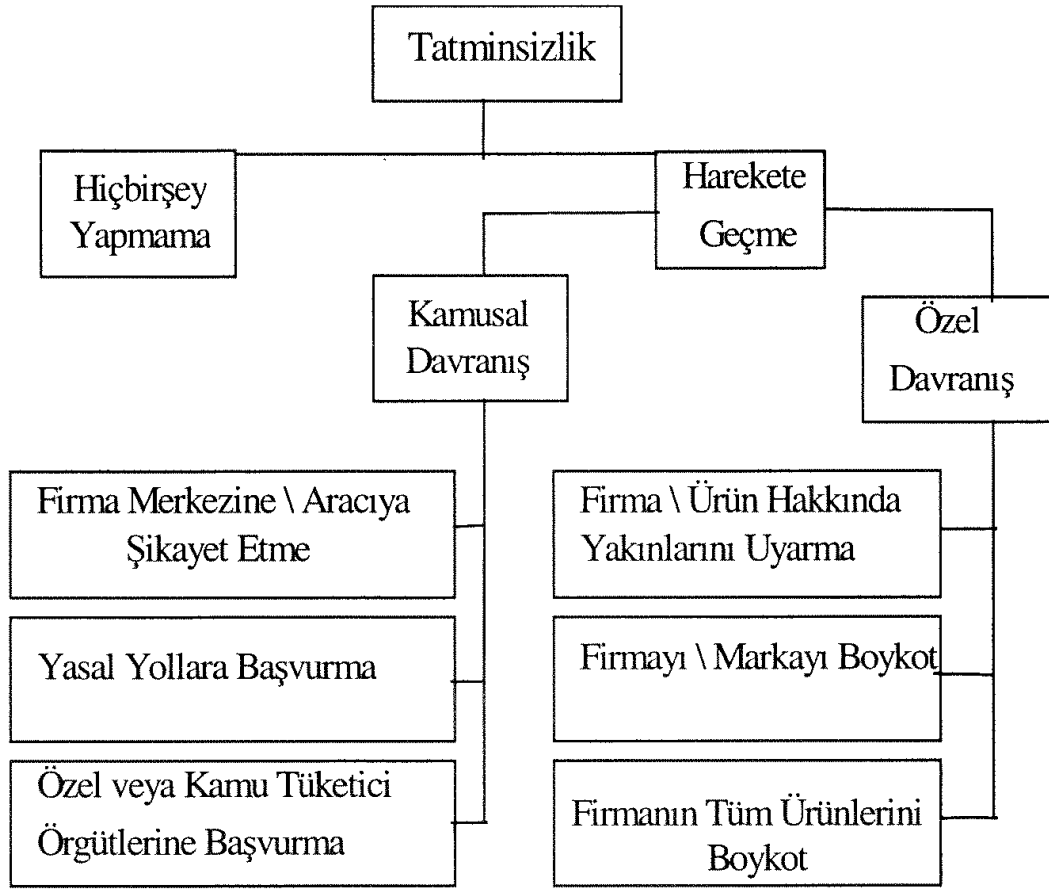 Tatminsizlik
Hiçbirşey
Yapmama
Harekete
Geçme
Kamusal
Davranış
Özel
Davranış
Firma Merkezine \ Aracıya
Şikayet Etme
Yasal Yollara Başvurma
Özel veya Kamu Tüketici
Örgütlerine Başvurma
Firma \ Ürün Hakkında
Yakınlarını Uyarma
Firmayı \ Markayı Boykot
Firmanın Tüm Ürünlerini
Boykot